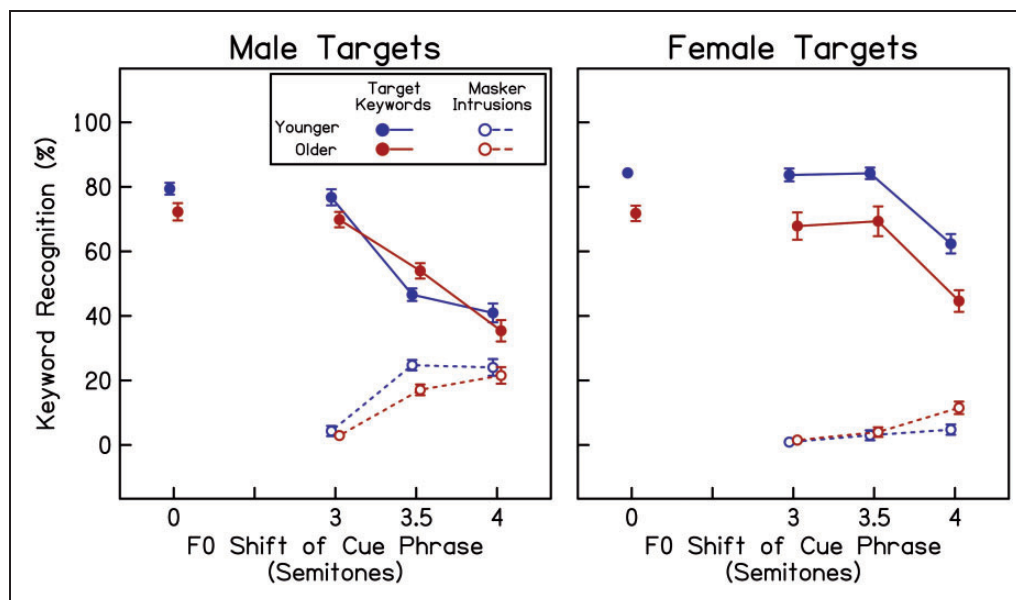 Male Targets
Female Targets
Target Keywords
Masker Intrusions
Younger
Older
Keyword Recognition (%)
100
80
60
40
20
0
0
3
3.5
4
F0 Shift of Cue Phrase
(Semitones)
0
3
3.5
4
F0 Shift of Cue Phrase
(Semitones)